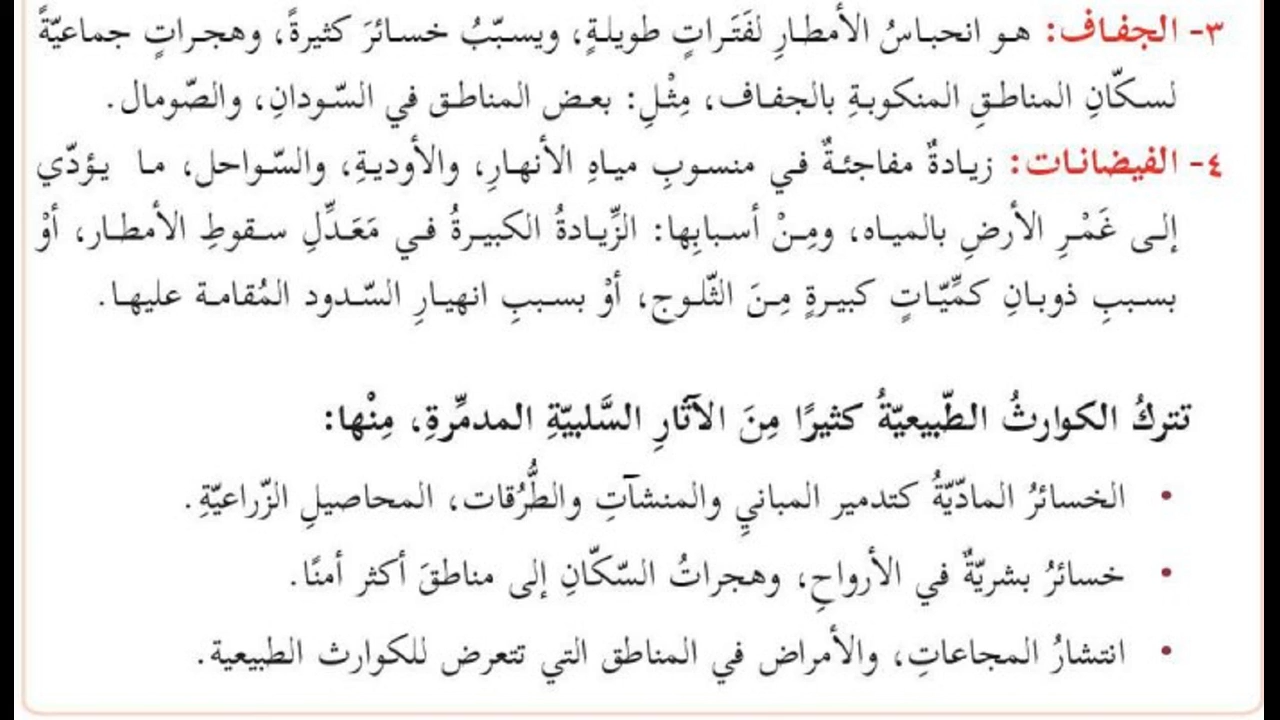 ٣- الجفاف: هو انحباسُ الأمطارِ لفَتَراتٍ طويلةٍ، ويسبّبُ خسائرَ كثيرةً، وهجراتٍ جماعيّةً
لسكّانِ المناطقِ المنكوبةِ بالجفاف، مِثْلِ: بعض المناطق في السّودانِ، والصّومال.
٤- الفيضانات: زيادةٌ مفاجئةٌ في منسوبِ مياهِ الأنهارِ، والأوديةِ، والسّواحل، ما يؤدّي
إلى غَمْرِ الأرضِ بالمياه، ومِنْ أسبابِها: الزِّيادةُ الكبيرةُ في مَعَدِّلِ سقوطِ الأمطار، أوْ
بسببِ ذوبانِ كمِّيّاتٍ كبيرةٍ مِنَ الثّلوج، أوْ بسببِ انهيارِ السّدود المُقامة عليها.
تتركُ الكوارثُ الطّبيعيّةُ كثيرًا مِنَ الآثارِ السَّلبيّةِ المدمِّرةِ، مِنْها:
• الخسائرُ المادّيّةُ كتدمير المباني والمنشآتِ والطُّرُقات، المحاصيلِ الزّراعيّةِ.
• خسائرُ بشريّةٌ في الأرواحِ، وهجراتُ السّكّانِ إلى مناطقَ أكثر أمنًا.
• انتشارُ المجاعاتِ، والأمراض في المناطق التي تتعرض للكوارث الطبيعية.